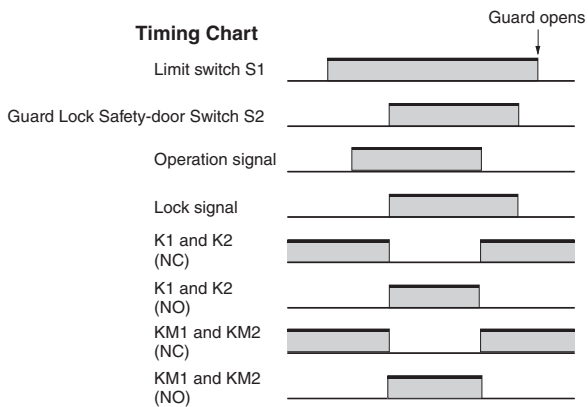 Guard opens
Timing Chart
Limit switch S1
Guard Lock Safety-door Switch S2
Operation signal
Lock signal
K1 and K2
(NC)
K1 and K2
(NO)
KM1 and KM2
(NC)
KM1 and KM2
(NO)